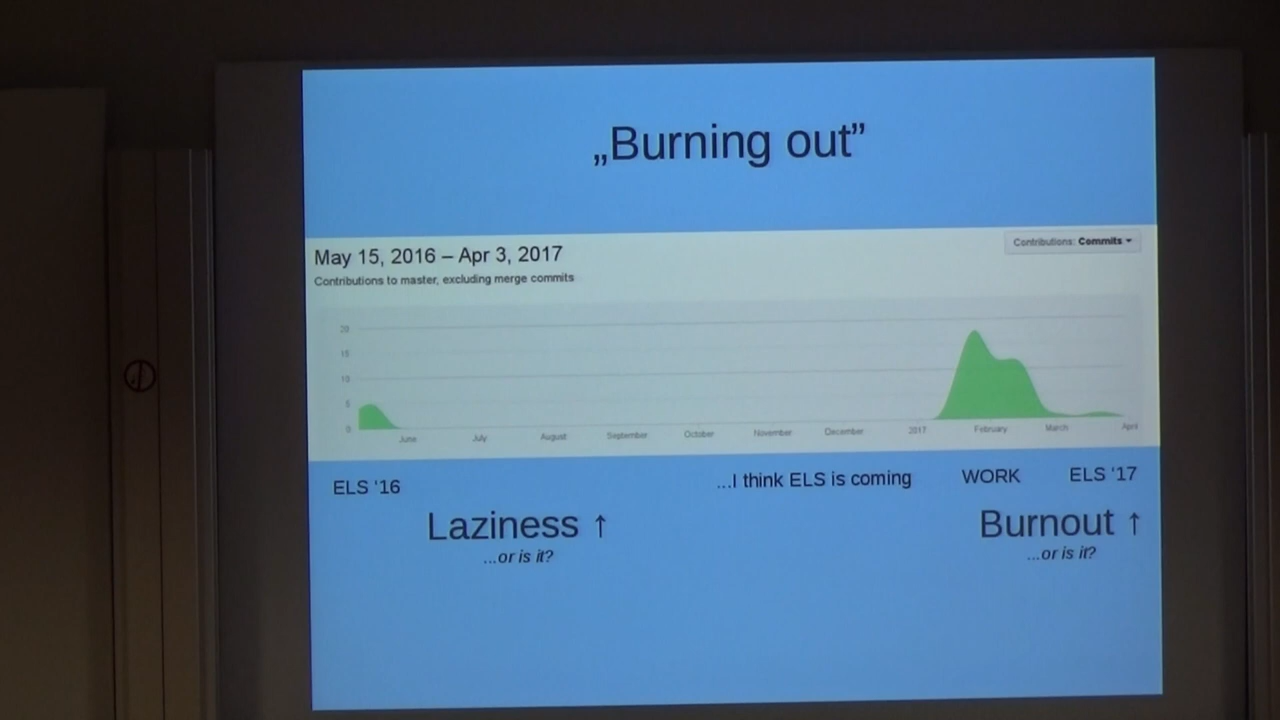 „Burning out”
May 15, 2016 – Apr 3, 2017
Contributions: Commits
Contributions to master, excluding merge commits
20
15
10
5
0
June July August September October November December 2017 February March April
ELS ‘16 ...I think ELS is coming WORK ELS ‘17
Laziness ↑ Burnout ↑
...or is it? ...or is it?